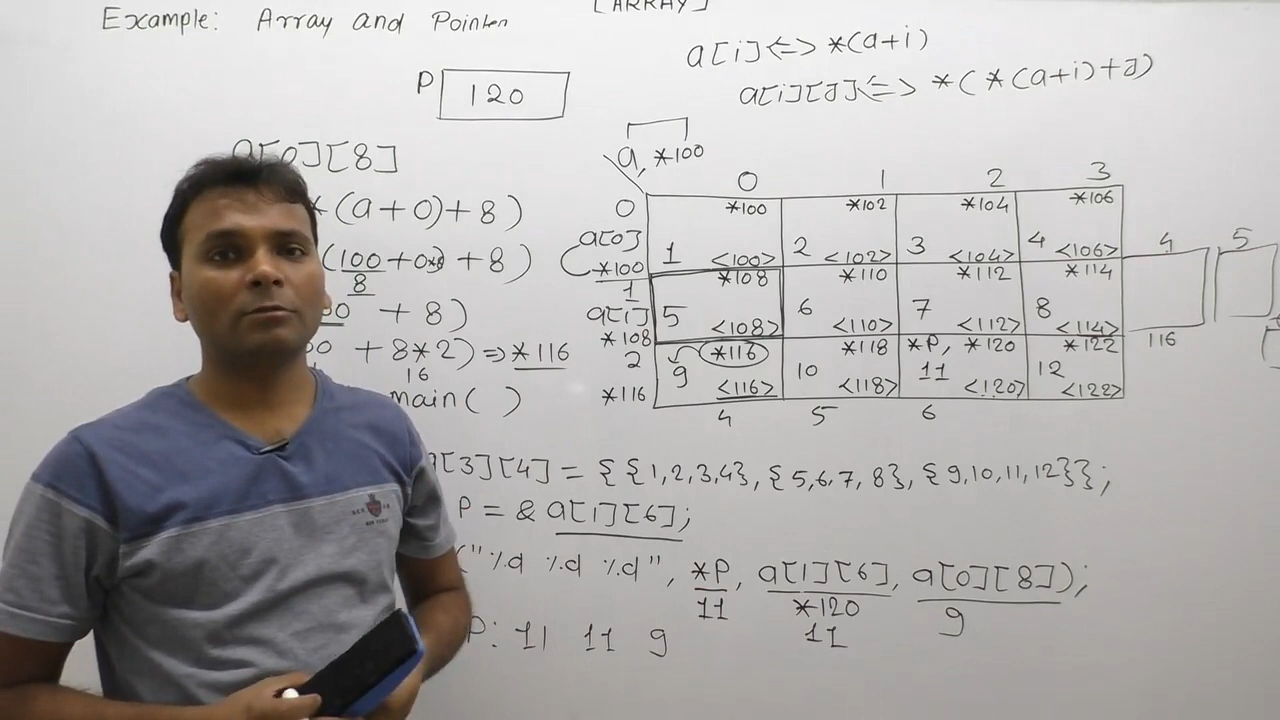 [ARRAY]
Example: Array and Pointer
a[i] <=> *(a+i)
a[i][j] <=> *(*(a+i)+j)
P 120
a[0][8]
*(a+0)+8)
(100+0*8+8)
8
+8)
+8*2) => *116
16
main( )
a, *100
0 1 2 3
0 *100 *102 *104 *106
a[0] 1 <100> 2 <102> 3 <104> 4 <106> 4 5
*100
1 *108 *110 *112 *114
a[1] 5 <108> 6 <110> 7 <112> 8 <114> 116
*108
2 *116 *118 *P, *120 *122
*116 9 <116> 10 <118> 11 <120> 12 <122>
4 5 6
a[3][4] = {{1,2,3,4}, {5,6,7,8}, {9,10,11,12}};
P = & a[1][6];
("%d %d %d", *P, a[1][6], a[0][8]);
11 *120 9
11
P: 11 11 9